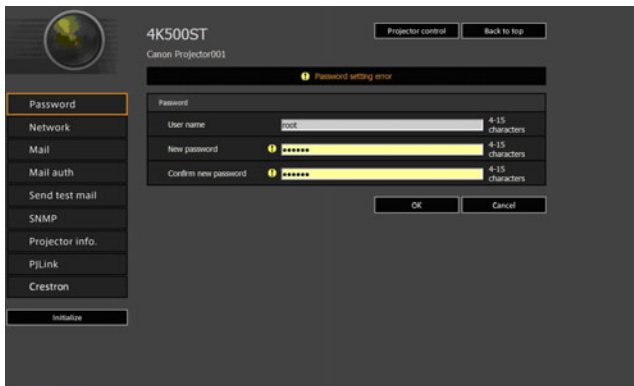 4K500ST
Projector control
Back to top
Canon Projector001
Password setting error
Password
Network
Mail
Mail auth
Send test mail
SNMP
Projector info.
PJLink
Crestron
Initialize
Password
User name
root
4-15
characters
New password
••••••
4-15
characters
Confirm new password
••••••
4-15
characters
OK
Cancel